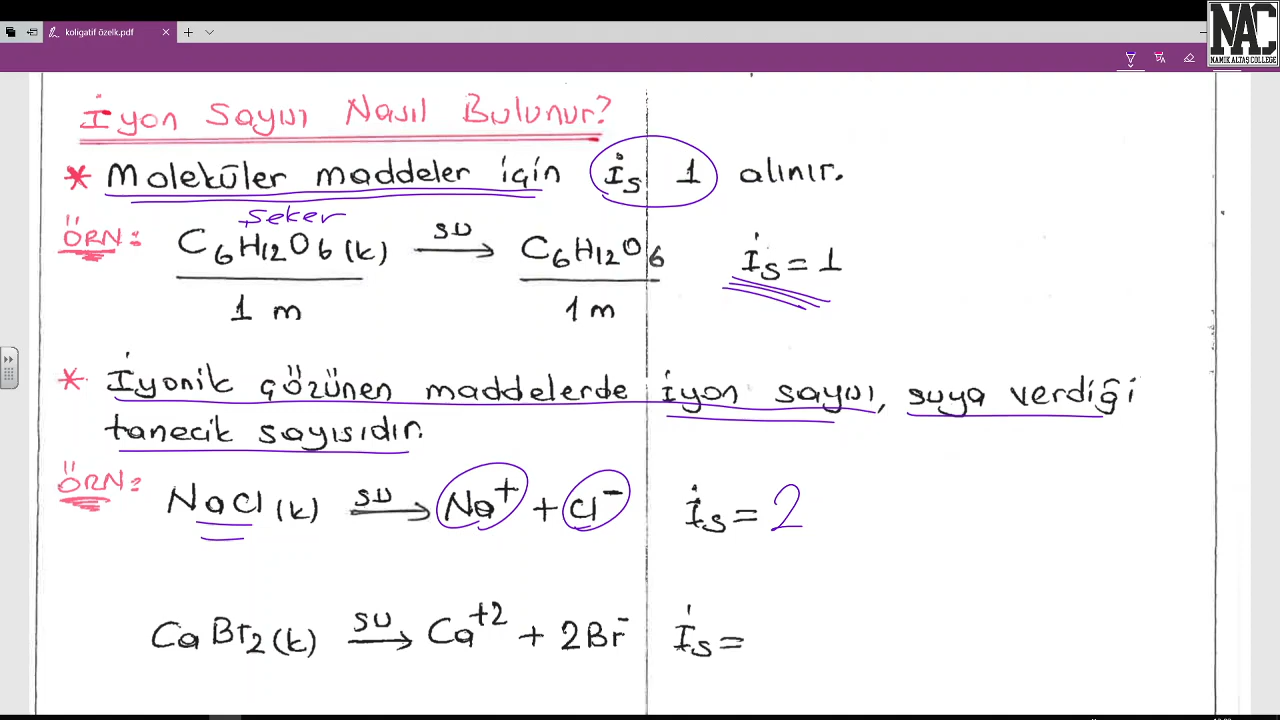 koligatif özelk.pdf
NAC
NAMIK ALTAŞ COLLEGE
İyon Sayısı Nasıl Bulunur?
* Moleküler maddeler için İs 1 alınır.
şeker
ÖRN: C6H12O6(k) su→ C6H12O6 İs = 1
1 m 1 m
* İyonik çözünen maddelerde iyon sayısı, suya verdiği
tanecik sayısıdır.
ÖRN: NaCl(k) su→ Na+ + Cl− İs = 2
CaBr2(k) su→ Ca+2 + 2Br− İs =